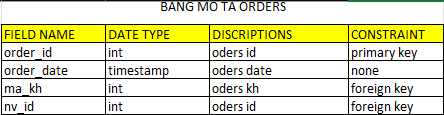 BANG MO TA ORDERS
FIELD NAME DATE TYPE DISCRIPTIONS CONSTRAINT
order_id int oders id primary key
order_date timestamp oders date none
ma_kh int oders kh foreign key
nv_id int oders id foreign key